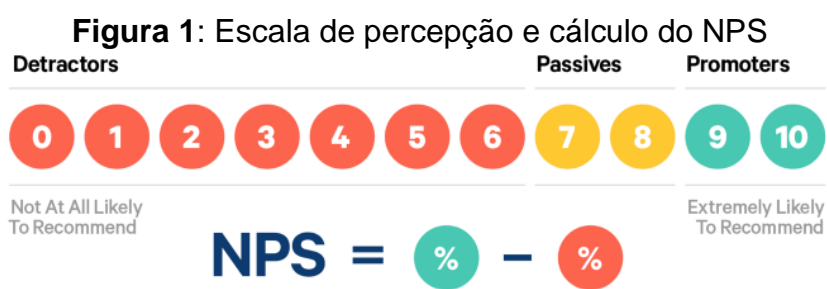 Figura 1: Escala de percepção e cálculo do NPS
Detractors Passives Promoters
0 1 2 3 4 5 6 7 8 9 10
Not At All Likely Extremely Likely
To Recommend To Recommend
NPS = % - %